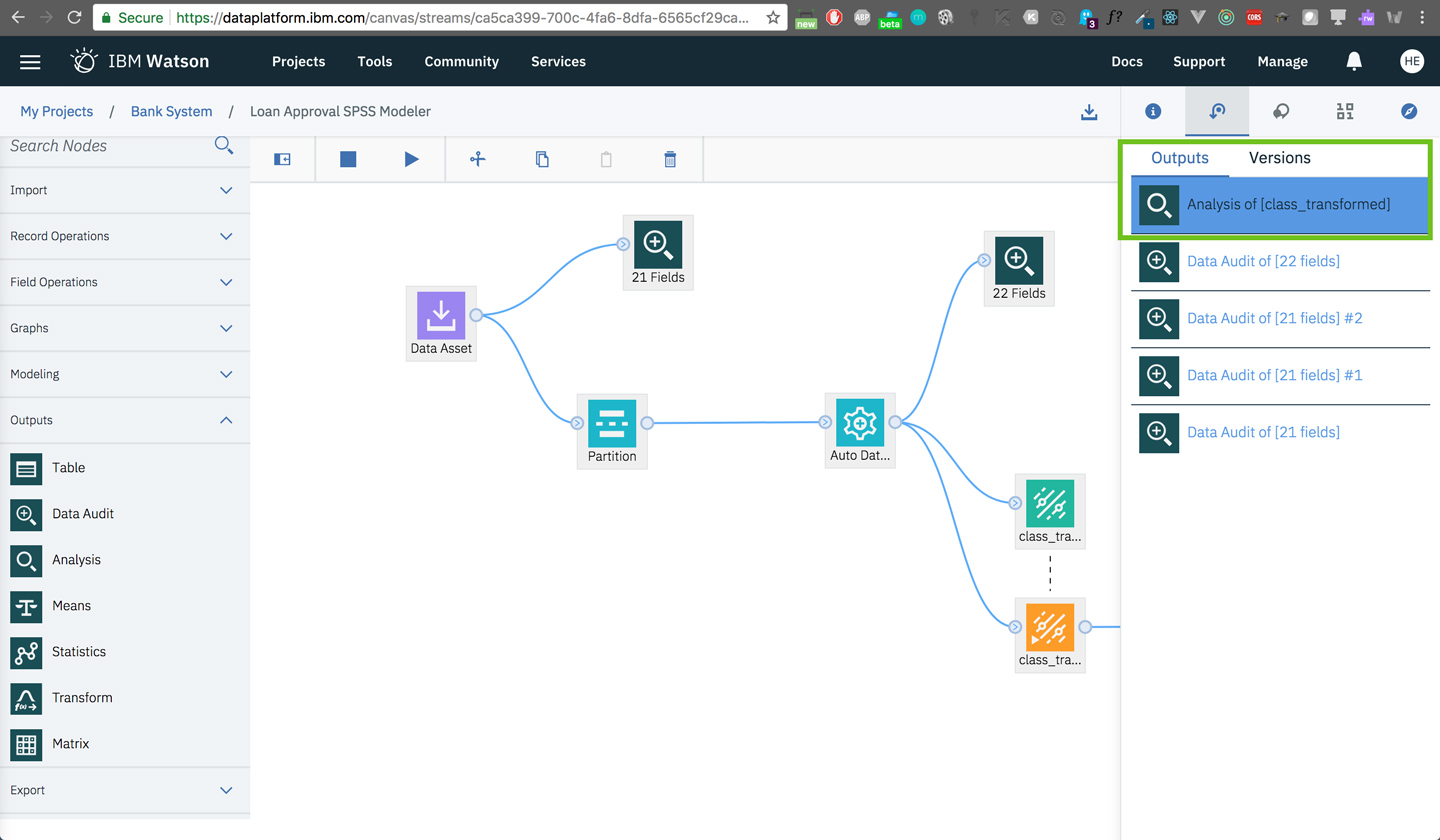 Secure https://dataplatform.ibm.com/canvas/streams/ca5ca399-700c-4fa6-8dfa-6565cf29ca...
new ABP beta m K 3 f? CORS rw
IBM Watson Projects Tools Community Services Docs Support Manage HE
My Projects / Bank System / Loan Approval SPSS Modeler
Search Nodes
Import
Record Operations
Field Operations
Graphs
Modeling
Outputs
Table
Data Audit
Analysis
Means
Statistics
f(x)
Transform
Matrix
Export
21 Fields
Data Asset
Partition
22 Fields
Auto Dat...
class_tra...
class_tra...
Outputs Versions
Analysis of [class_transformed]
Data Audit of [22 fields]
Data Audit of [21 fields] #2
Data Audit of [21 fields] #1
Data Audit of [21 fields]